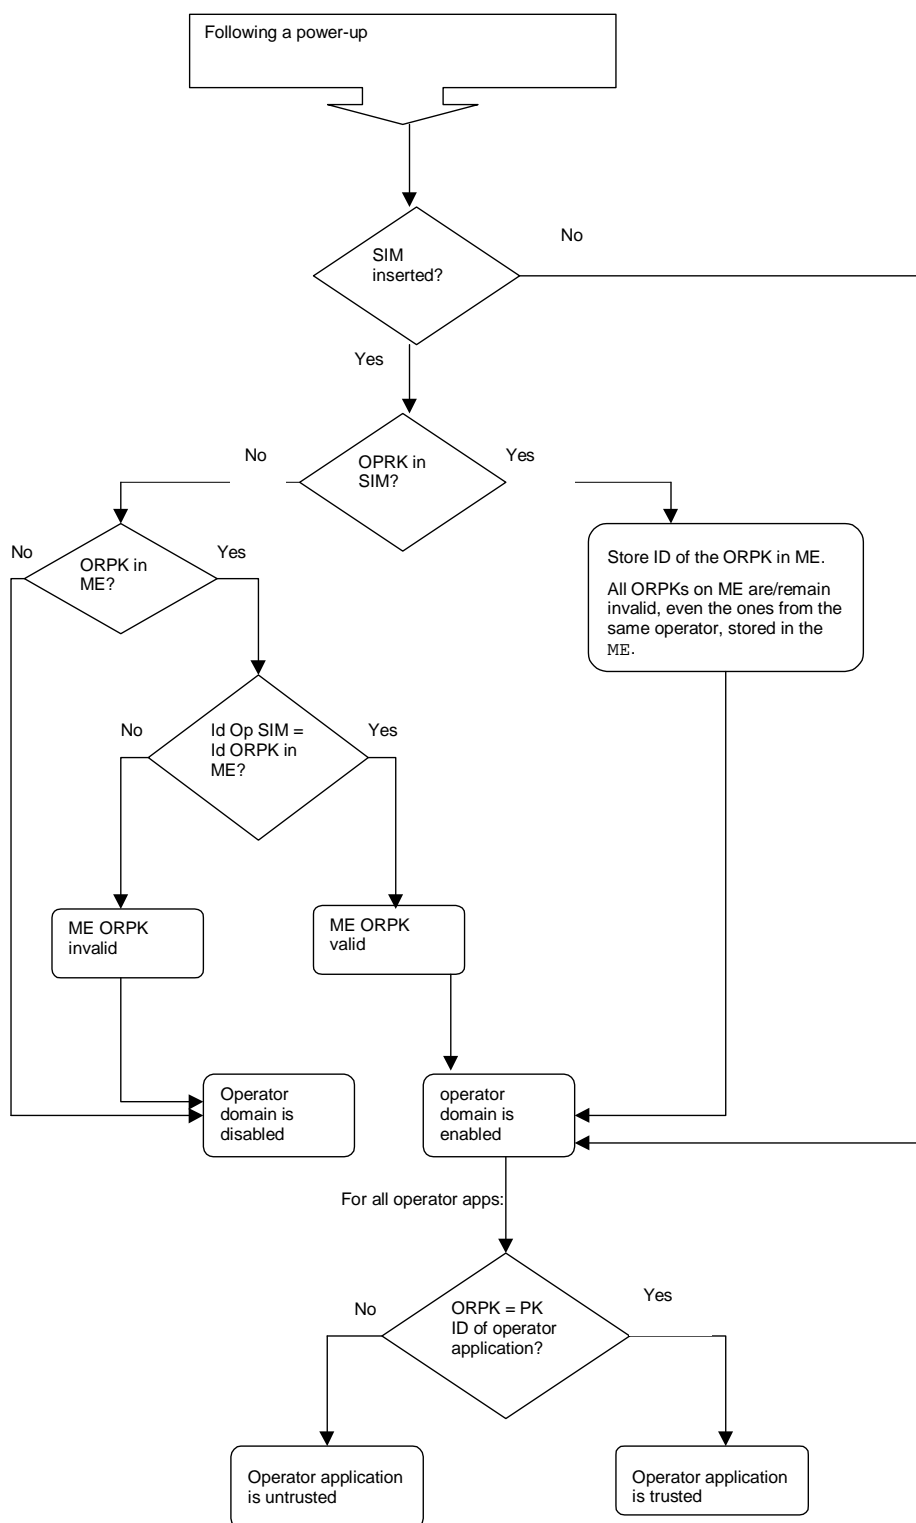 Following a power-up
SIM
inserted?
No
Yes
OPRK in
SIM?
No
Yes
ORPK in
ME?
No
Yes
Store ID of the ORPK in ME.
All ORPKs on ME are/remain
invalid, even the ones from the
same operator, stored in the
ME.
Id Op SIM =
Id ORPK in
ME?
No
Yes
ME ORPK
invalid
ME ORPK
valid
Operator
domain is
disabled
operator
domain is
enabled
For all operator apps:
ORPK = PK
ID of operator
application?
No
Yes
Operator application
is untrusted
Operator application
is trusted